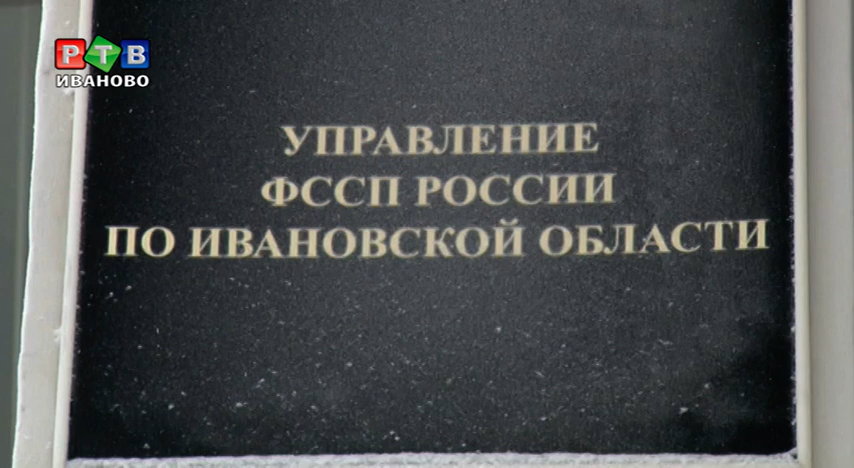 РТВ
ИВАНОВО
УПРАВЛЕНИЕ
ФССП РОССИИ
ПО ИВАНОВСКОЙ ОБЛАСТИ